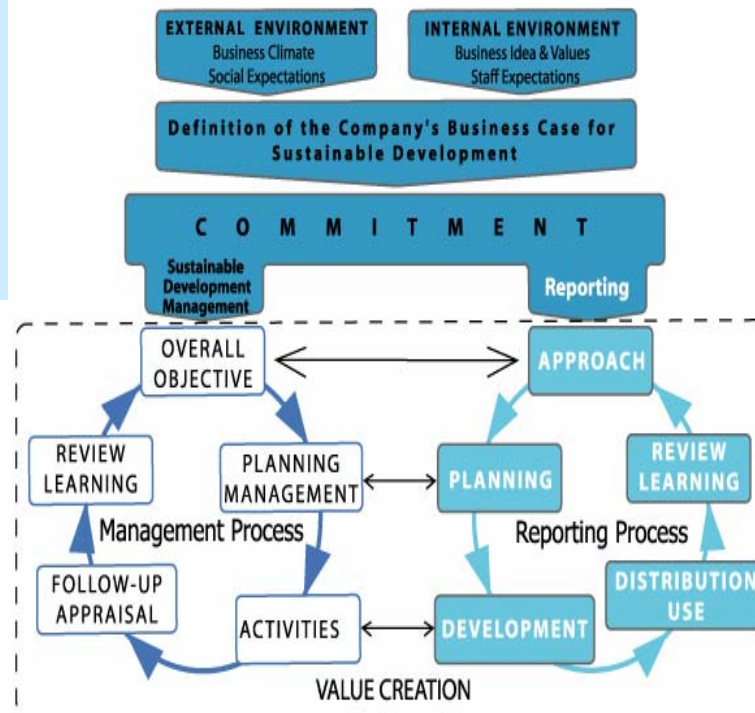 EXTERNAL ENVIRONMENT
Business Climate
Social Expectations
INTERNAL ENVIRONMENT
Business Idea & Values
Staff Expectations
Definition of the Company's Business Case for
Sustainable Development
COMMITMENT
Sustainable
Development
Management
Reporting
OVERALL
OBJECTIVE
APPROACH
REVIEW
LEARNING
PLANNING
MANAGEMENT
PLANNING
REVIEW
LEARNING
Management Process
Reporting Process
FOLLOW-UP
APPRAISAL
ACTIVITIES
DEVELOPMENT
DISTRIBUTION
USE
VALUE CREATION